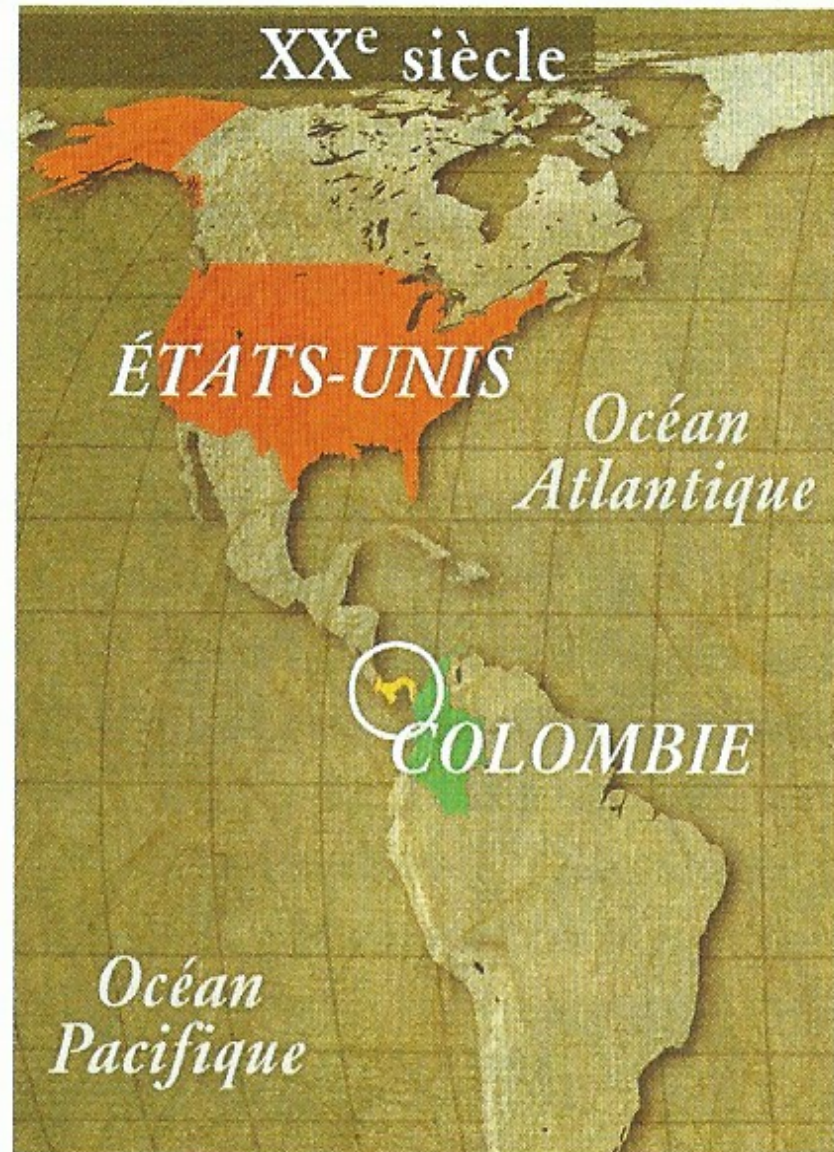 XXe siècle
ÉTATS-UNIS
Océan
Atlantique
COLOMBIE
Océan
Pacifique